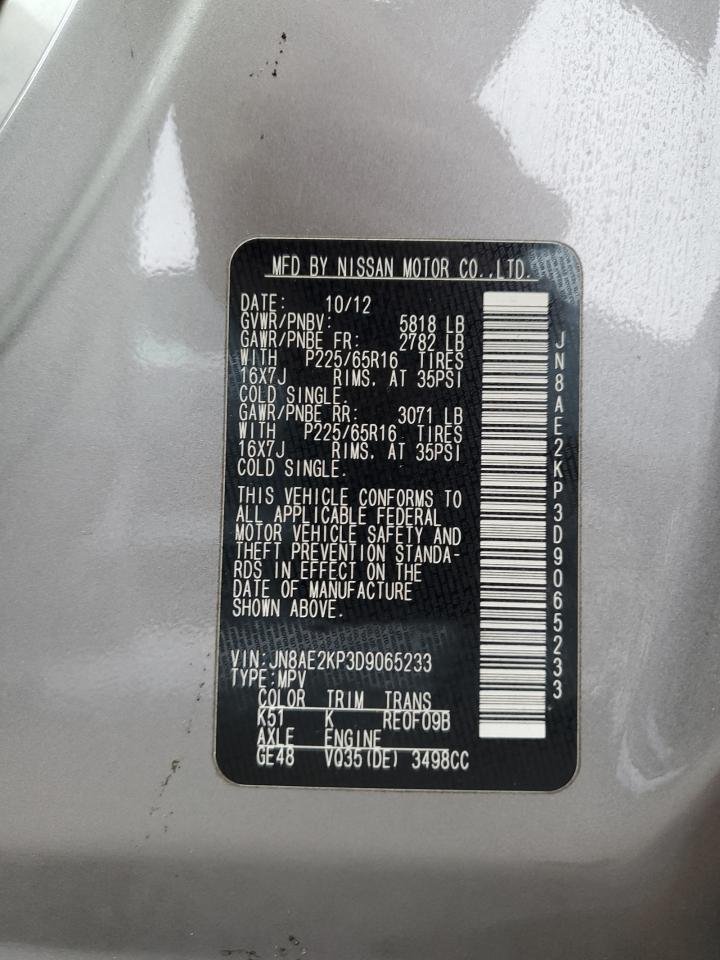 MFD BY NISSAN MOTOR CO.,LTD.
DATE: 10/12
GVWR/PNBV: 5818 LB
GAWR/PNBE FR: 2782 LB
WITH P225/65R16 TIRES
16X7J RIMS. AT 35PSI
COLD SINGLE.
GAWR/PNBE RR: 3071 LB
WITH P225/65R16 TIRES
16X7J RIMS. AT 35PSI
COLD SINGLE.
THIS VEHICLE CONFORMS TO
ALL APPLICABLE FEDERAL
MOTOR VEHICLE SAFETY AND
THEFT PREVENTION STANDA-
RDS IN EFFECT ON THE
DATE OF MANUFACTURE
SHOWN ABOVE.
VIN:JN8AE2KP3D9065233
TYPE:MPV
COLOR TRIM TRANS
K51 K RE0F09B
AXLE ENGINE
GE48 VQ35(DE) 3498CC
JN8AE2KP3D9065233